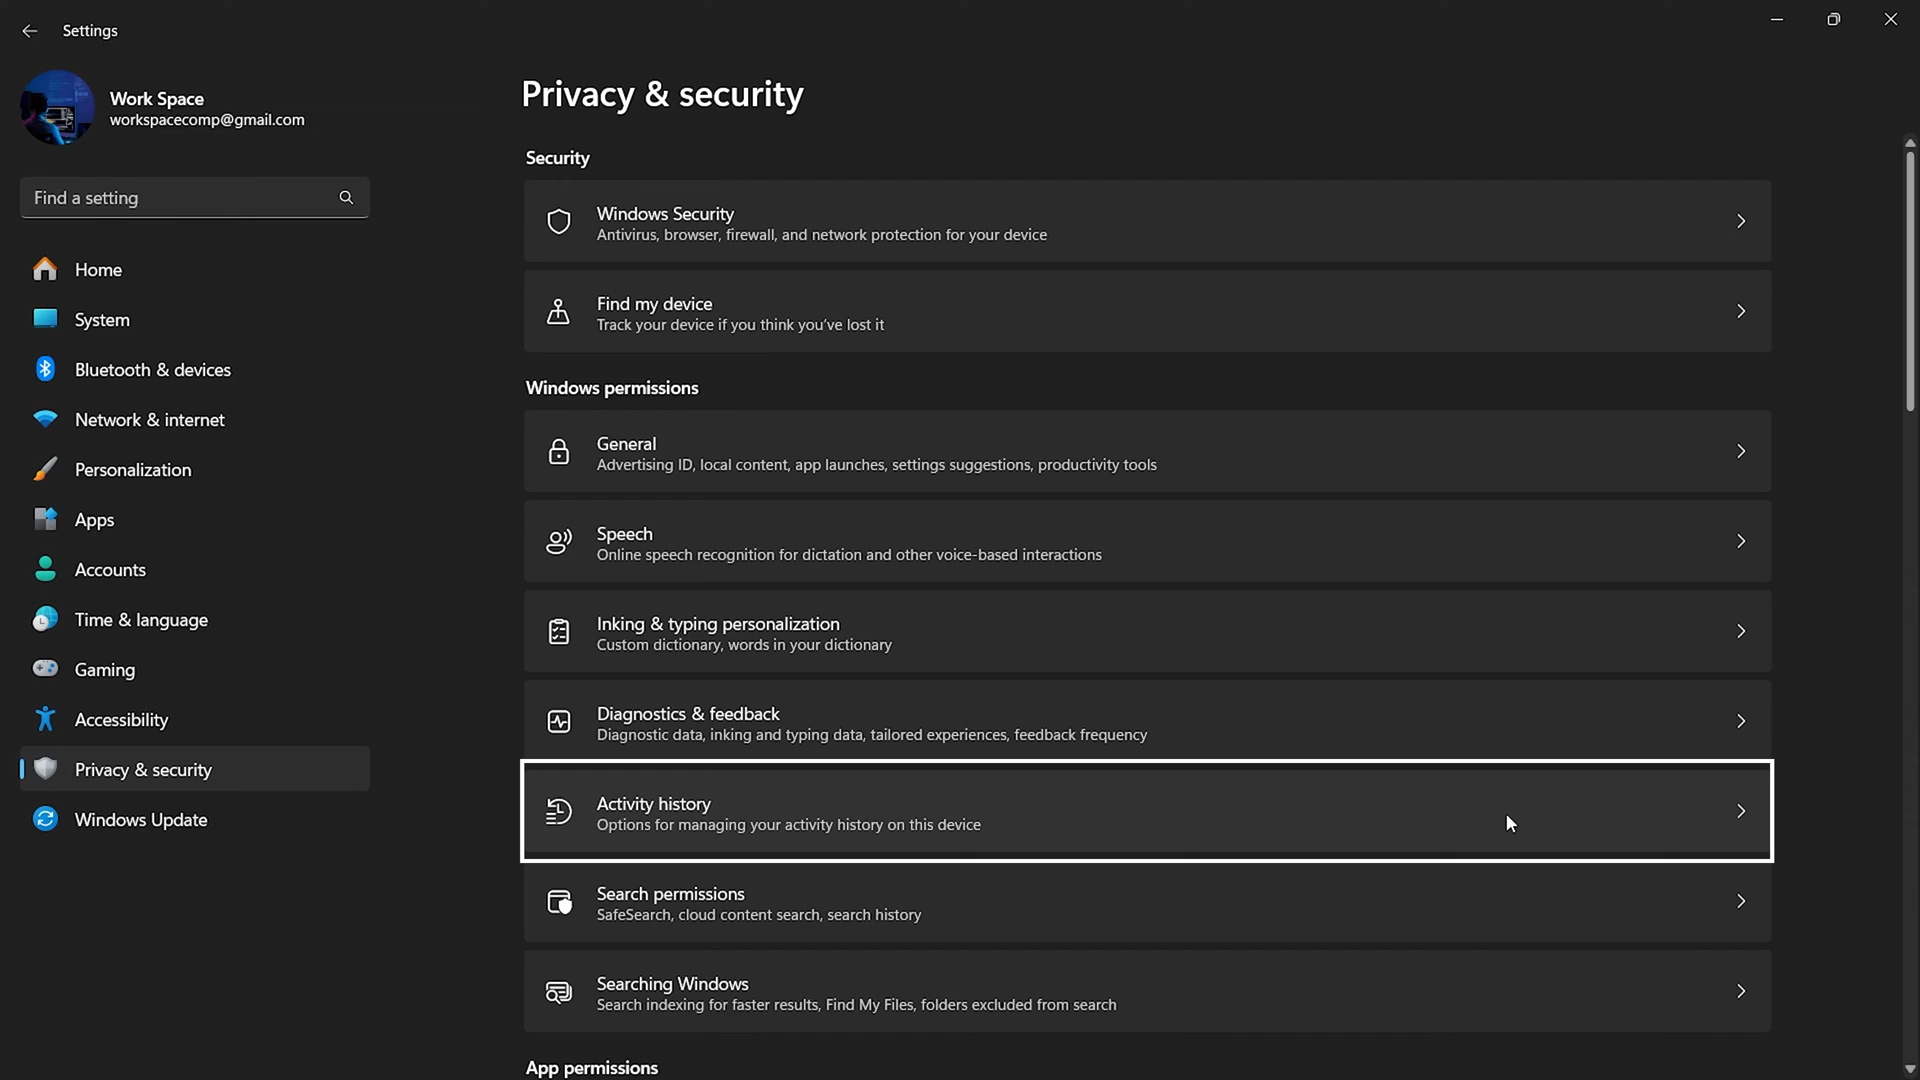 Settings
Work Space
workspacecomp@gmail.com
Find a setting
Home
System
Bluetooth & devices
Network & internet
Personalization
Apps
Accounts
Time & language
Gaming
Accessibility
Privacy & security
Windows Update
Privacy & security
Security
Windows Security
Antivirus, browser, firewall, and network protection for your device
Find my device
Track your device if you think you've lost it
Windows permissions
General
Advertising ID, local content, app launches, settings suggestions, productivity tools
Speech
Online speech recognition for dictation and other voice-based interactions
Inking & typing personalization
Custom dictionary, words in your dictionary
Diagnostics & feedback
Diagnostic data, inking and typing data, tailored experiences, feedback frequency
Activity history
Options for managing your activity history on this device
Search permissions
SafeSearch, cloud content search, search history
Searching Windows
Search indexing for faster results, Find My Files, folders excluded from search
App permissions